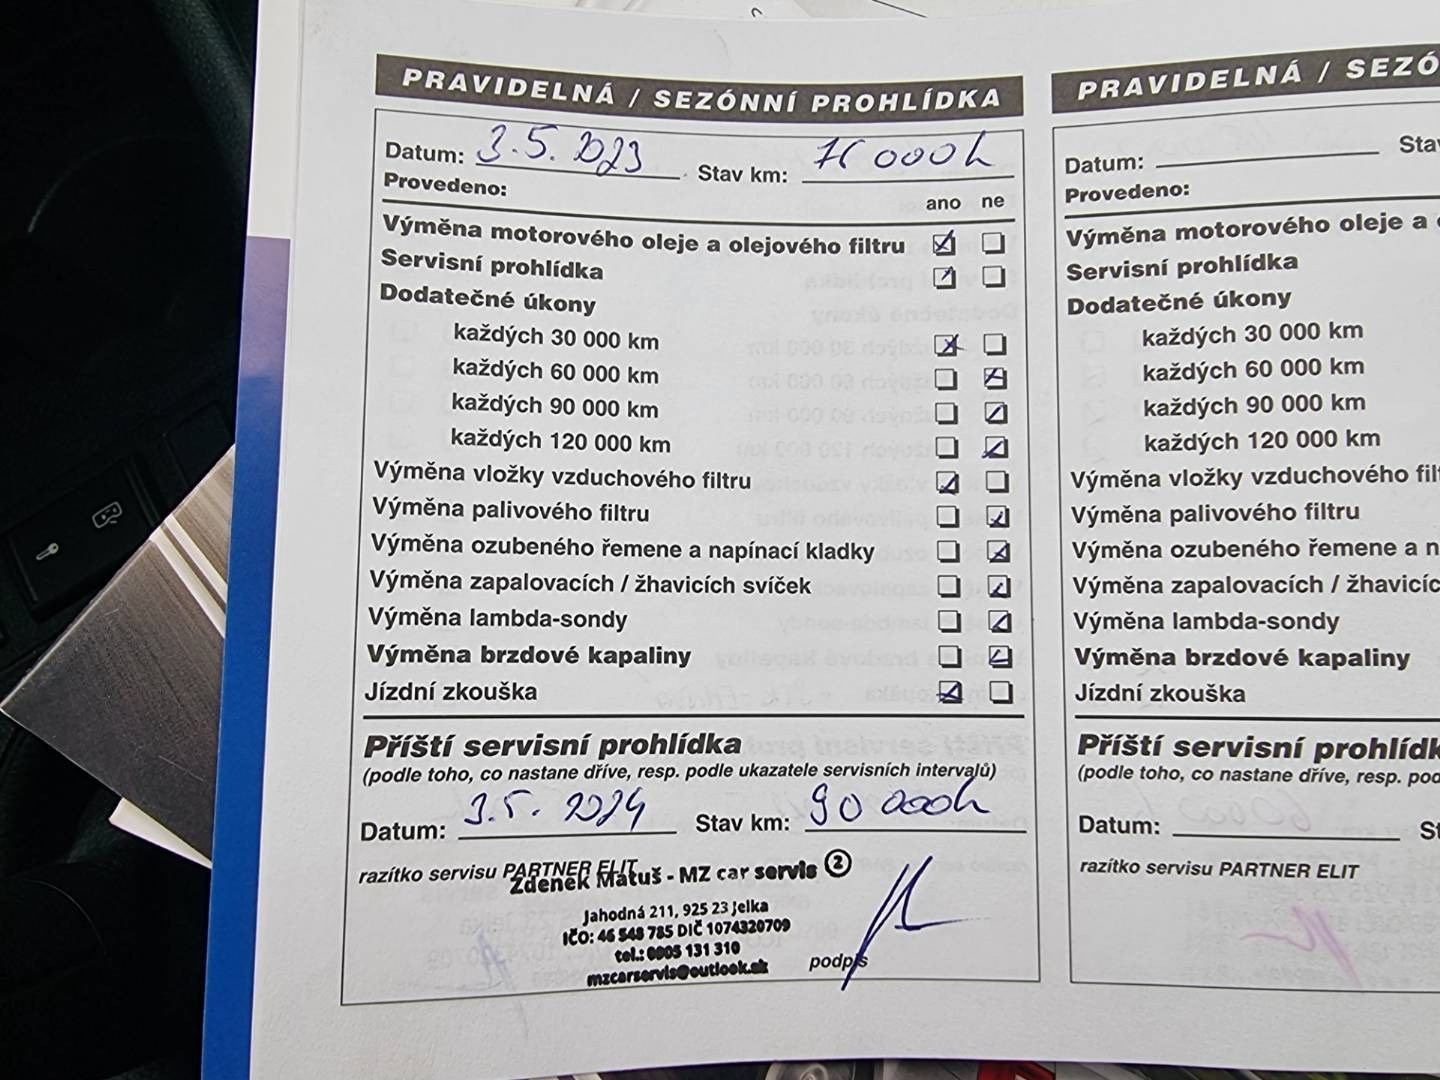 PRAVIDELNÁ / SEZÓNNÍ PROHLÍDKA
Datum: 3.5.2023 Stav km:
Provedeno:
ano ne
Výměna motorového oleje a olejového filtru
Servisní prohlídka
Dodatečné úkony
každých 30 000 km
každých 60 000 km
každých 90 000 km
každých 120 000 km
Výměna vložky vzduchového filtru
Výměna palivového filtru
Výměna ozubeného řemene a napínací kladky
Výměna zapalovacích / žhavicích svíček
Výměna lambda-sondy
Výměna brzdové kapaliny
Jízdní zkouška
Příští servisní prohlídka
(podle toho, co nastane dříve, resp. podle ukazatele servisních intervalů)
Datum: 3.5.2024 Stav km: 90 000
razítko servisu PARTNER ELIT
Zdenek Matuš - MZ car servis 2
Jahodná 211, 925 23 Jelka
IČO: 46 548 785 DIČ 1074320709
tel.: 0905 131 310
mzcarservis@outlook.sk
podpis
PRAVIDELNÁ / SEZÓ
Datum: Stav
Provedeno:
Výměna motorového oleje a
Servisní prohlídka
Dodatečné úkony
každých 30 000 km
každých 60 000 km
každých 90 000 km
každých 120 000 km
Výměna vložky vzduchového filt
Výměna palivového filtru
Výměna ozubeného řemene a n
Výměna zapalovacích / žhavicíc
Výměna lambda-sondy
Výměna brzdové kapaliny
Jízdní zkouška
Příští servisní prohlídk
(podle toho, co nastane dříve, resp. pod
Datum: St
razítko servisu PARTNER ELIT